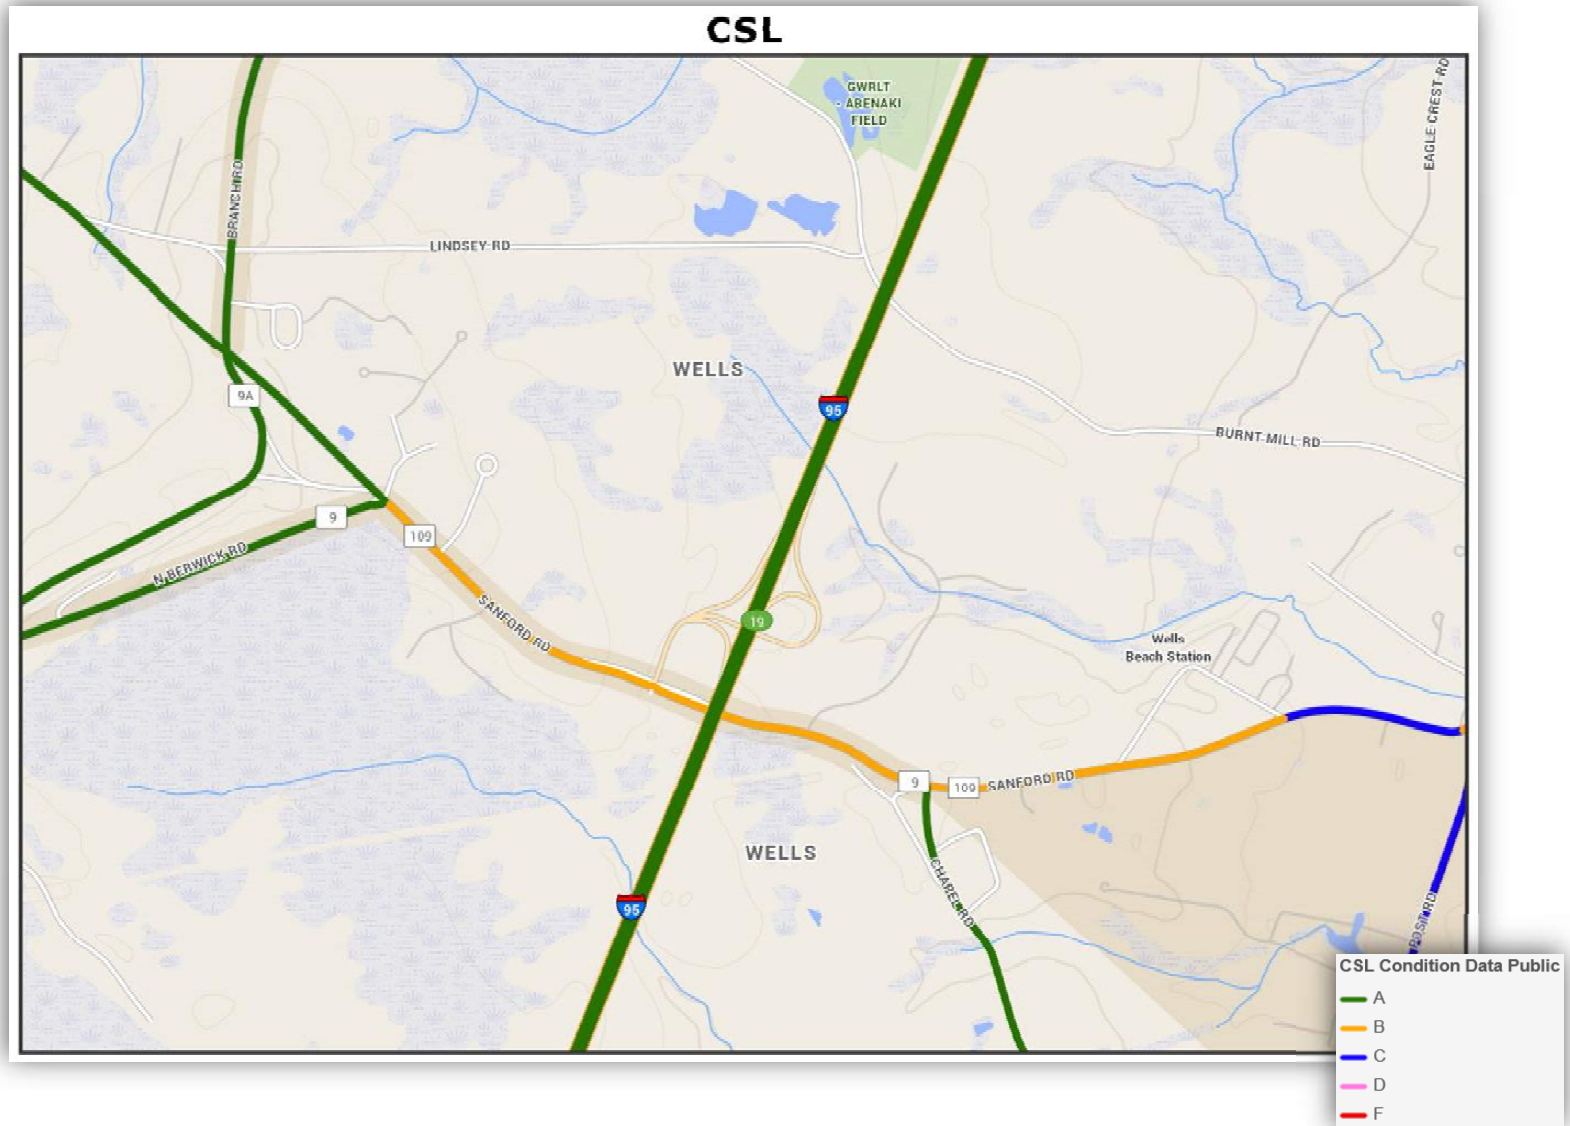 CSL
GWRLT
- ABENAKI
FIELD
EAGLE CREST RD
BRANCH RD
LINDSEY RD
WELLS
9A
95
BURNT MILL RD
9
109
N BERWICK RD
SANFORD RD
19
Wells
Beach Station
9
109
SANFORD RD
WELLS
CHAPEL RD
95
POST RD
CSL Condition Data Public
A
B
C
D
F